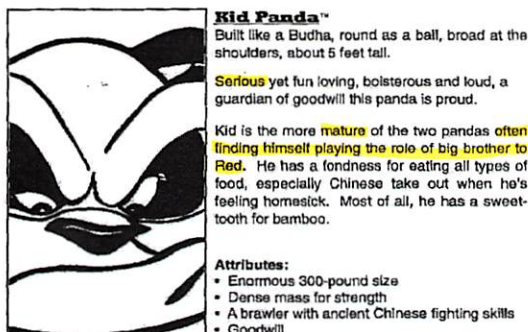 Kid Panda™
Built like a Budha, round as a ball, broad at the
shoulders, about 5 feet tall.
Serious yet fun loving, boisterous and loud, a
guardian of goodwill this panda is proud.
Kid is the more mature of the two pandas often
finding himself playing the role of big brother to
Red. He has a fondness for eating all types of
food, especially Chinese take out when he's
feeling homesick. Most of all, he has a sweet-
tooth for bamboo.
Attributes:
• Enormous 300-pound size
• Dense mass for strength
• A brawler with ancient Chinese fighting skills
• Goodwill